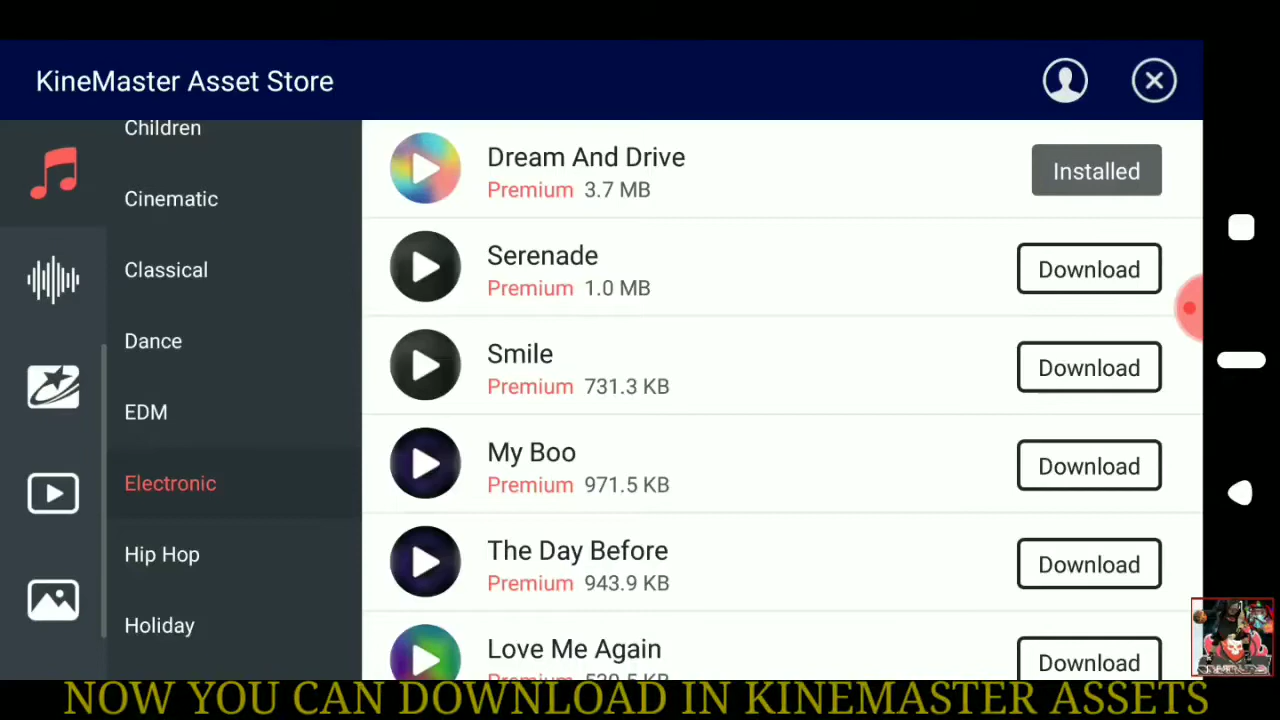 KineMaster Asset Store
Children
Cinematic
Classical
Dance
EDM
Electronic
Hip Hop
Holiday
Dream And Drive
Premium 3.7 MB
Installed
Serenade
Premium 1.0 MB
Download
Smile
Premium 731.3 KB
Download
My Boo
Premium 971.5 KB
Download
The Day Before
Premium 943.9 KB
Download
Love Me Again
Download
NOW YOU CAN DOWNLOAD IN KINEMASTER ASSETS